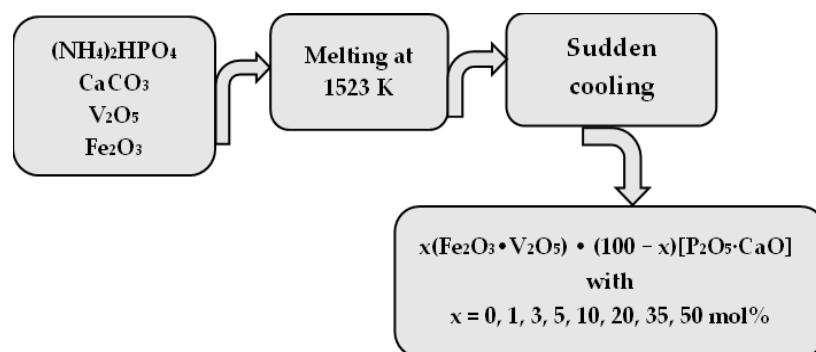 (NH₄)₂HPO₄
CaCO₃
V₂O₅
Fe₂O₃
Melting at
1523 K
Sudden
cooling
x(Fe₂O₃•V₂O₅) • (100 – x)[P₂O₅·CaO]
with
x = 0, 1, 3, 5, 10, 20, 35, 50 mol%